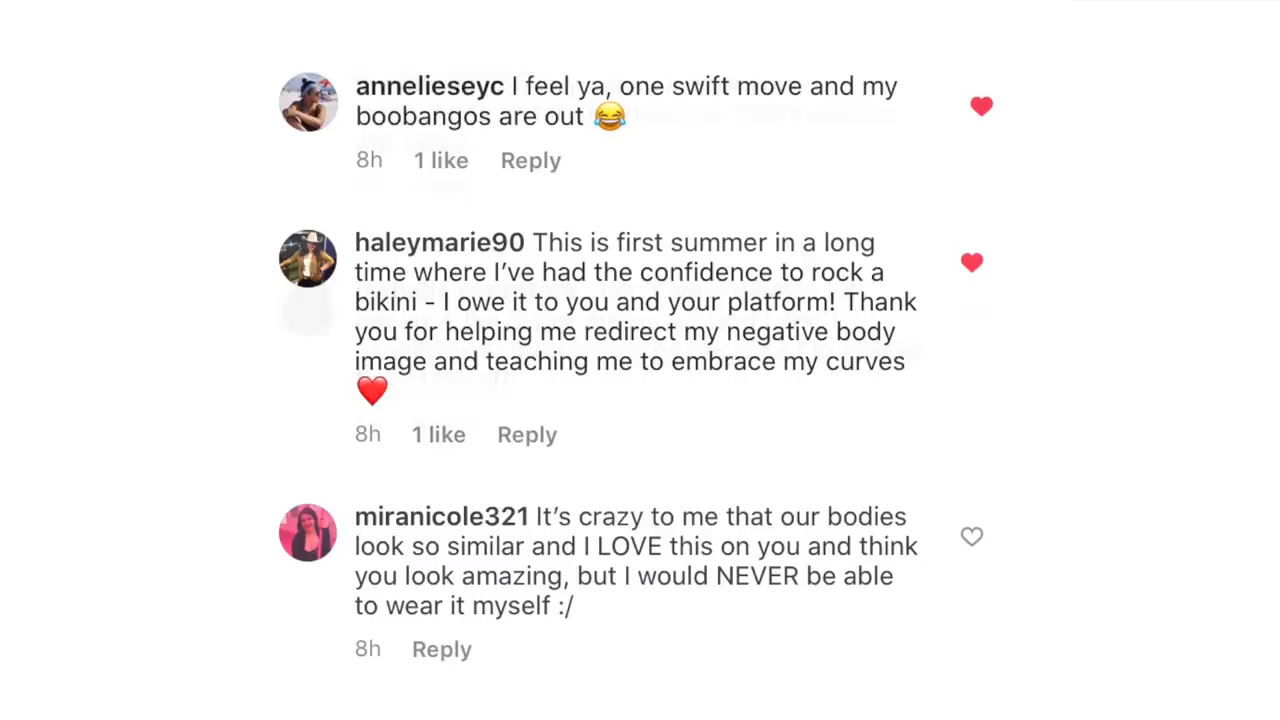 annelieseyc I feel ya, one swift move and my
boobangos are out 😂
8h 1 like Reply
haleymarie90 This is first summer in a long
time where I’ve had the confidence to rock a
bikini - I owe it to you and your platform! Thank
you for helping me redirect my negative body
image and teaching me to embrace my curves
❤️
8h 1 like Reply
miranicole321 It’s crazy to me that our bodies
look so similar and I LOVE this on you and think
you look amazing, but I would NEVER be able
to wear it myself :/
8h Reply